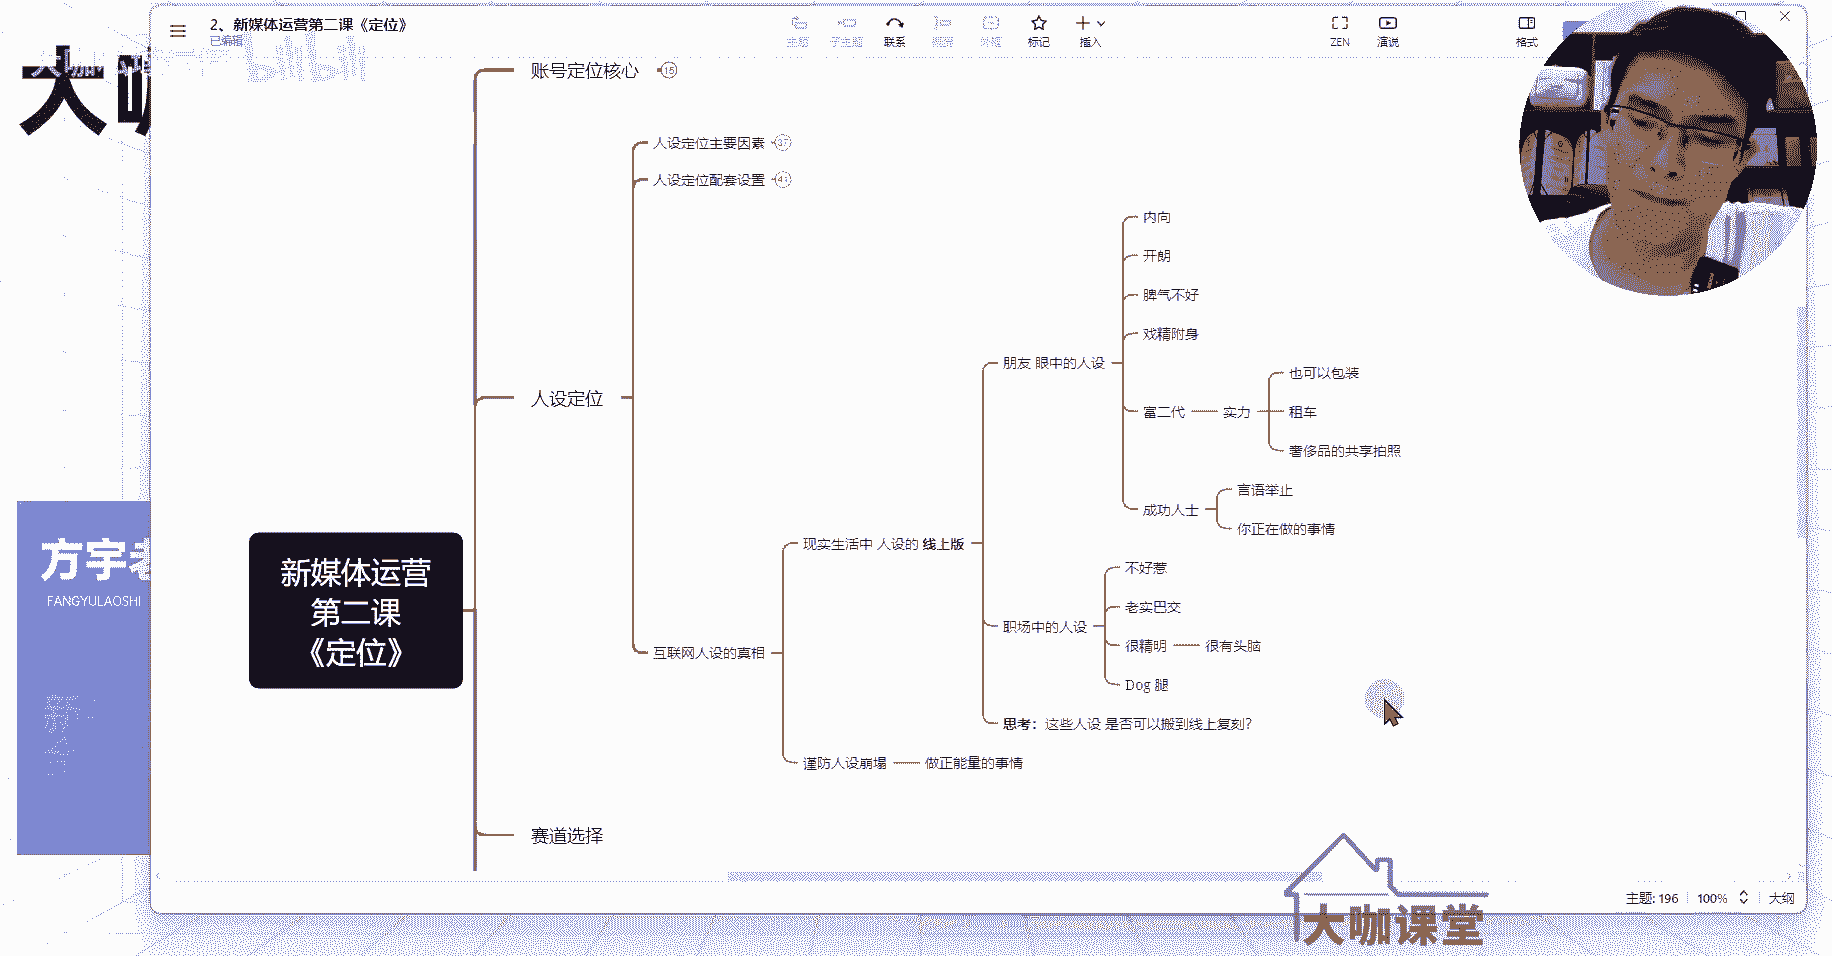 2、新媒体运营第二课《定位》
已编辑
主题
子主题
联系
概要
外框
标记
插入
ZEN
演说
格式
大咖
bilibili
账号定位核心
15
人设定位主要因素
37
人设定位配套设置
43
内向
开朗
脾气不好
戏精附身
朋友 眼中的人设
也可以包装
富二代
实力
租车
奢侈品的共享拍照
人设定位
言语举止
成功人士
你正在做的事情
现实生活中 人设的 线上版
不好惹
老实巴交
职场中的人设
很精明
很有头脑
Dog 腿
互联网人设的真相
思考：这些人设 是否可以搬到线上复刻?
谨防人设崩塌
做正能量的事情
新媒体运营
第二课
《定位》
赛道选择
方宇老
FANGYULAOSHI
主题: 196
100%
大纲
大咖课堂